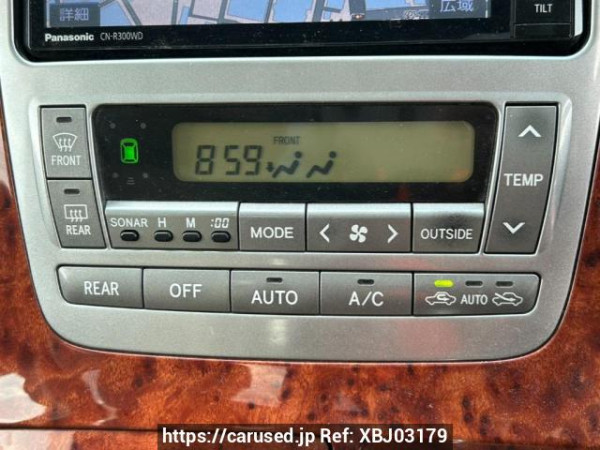 詳細
広域
Panasonic CN-R300WD
TILT
FRONT
8:59
FRONT
TEMP
REAR
SONAR H M :00
MODE
OUTSIDE
REAR
OFF
AUTO
A/C
AUTO
https://carused.jp Ref: XBJ03179